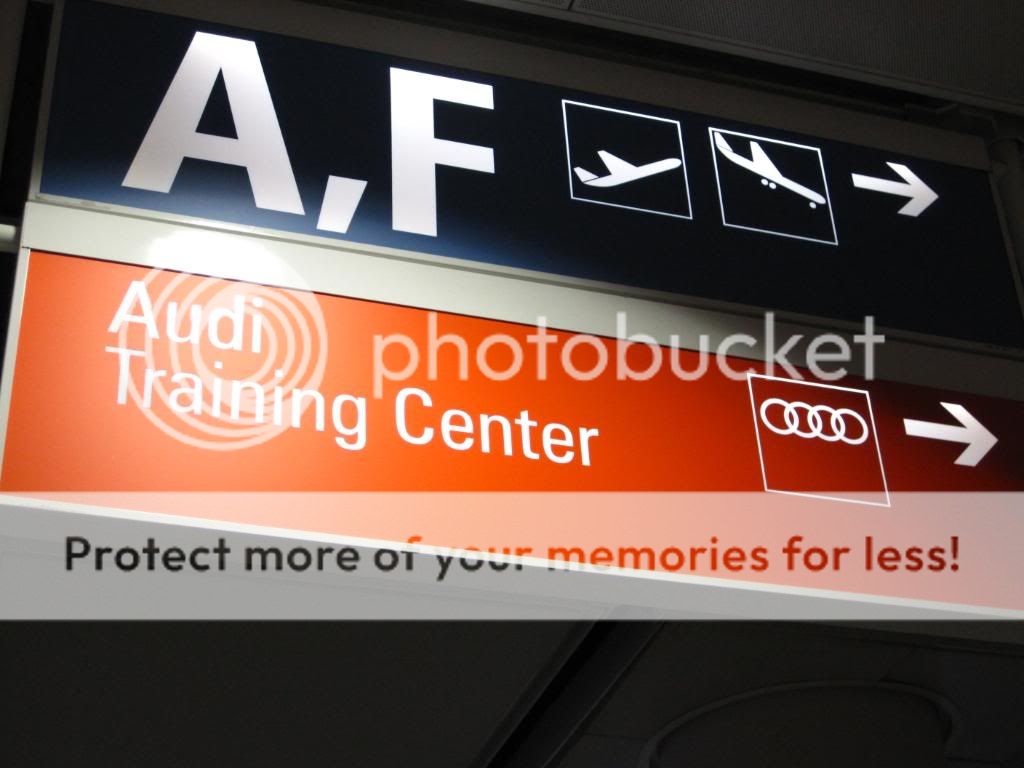 A,F
Audi
Training Center
photobucket
Protect more of your memories for less!